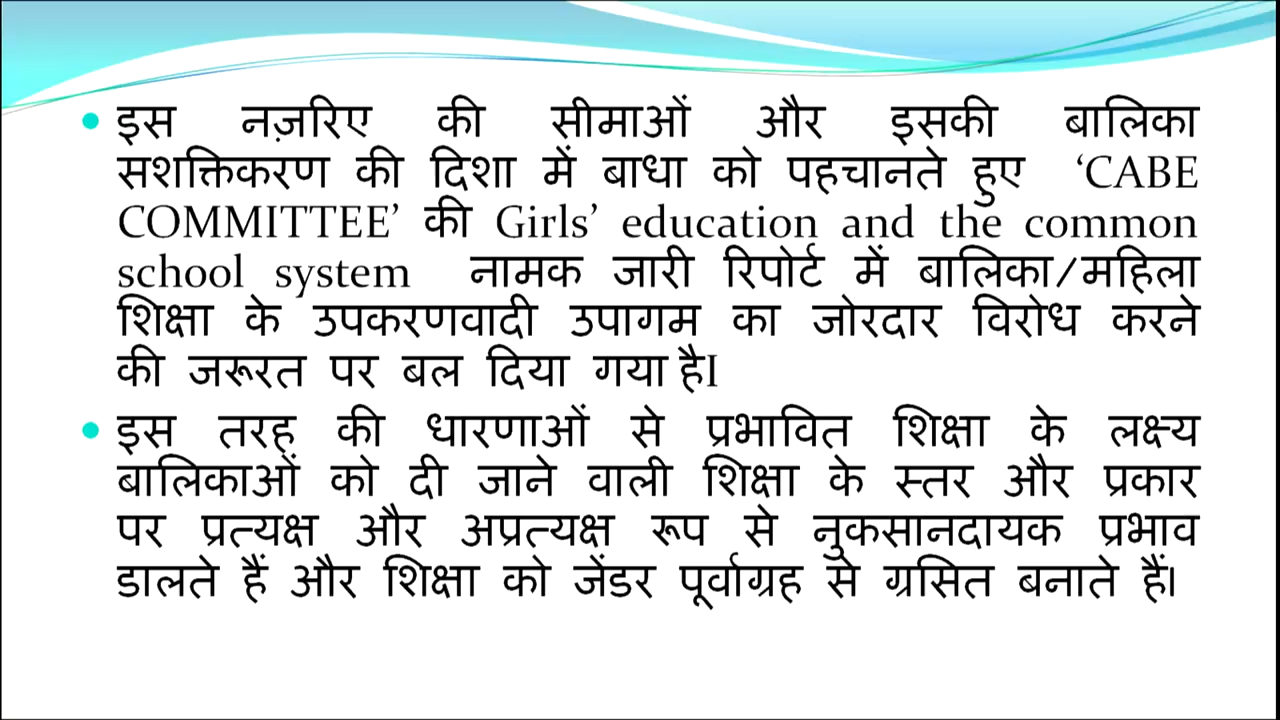 • इस नज़रिए की सीमाओं और इसकी बालिका
सशक्तिकरण की दिशा में बाधा को पहचानते हुए ‘CABE
COMMITTEE’ की Girls’ education and the common
school system नामक जारी रिपोर्ट में बालिका/महिला
शिक्षा के उपकरणवादी उपागम का जोरदार विरोध करने
की जरूरत पर बल दिया गया हैI
• इस तरह की धारणाओं से प्रभावित शिक्षा के लक्ष्य
बालिकाओं को दी जाने वाली शिक्षा के स्तर और प्रकार
पर प्रत्यक्ष और अप्रत्यक्ष रूप से नुकसानदायक प्रभाव
डालते हैं और शिक्षा को जेंडर पूर्वाग्रह से ग्रसित बनाते हैं।